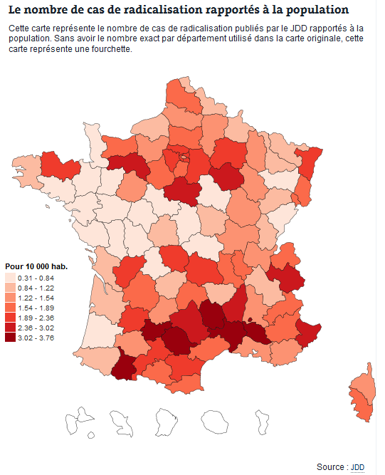 Le nombre de cas de radicalisation rapportés à la population
Cette carte représente le nombre de cas de radicalisation publiés par le JDD rapportés à la
population. Sans avoir le nombre exact par département utilisé dans la carte originale, cette
carte représente une fourchette.
Pour 10 000 hab.
0.31 - 0.84
0.84 - 1.22
1.22 - 1.54
1.54 - 1.89
1.89 - 2.36
2.36 - 3.02
3.02 - 3.76
Source : JDD